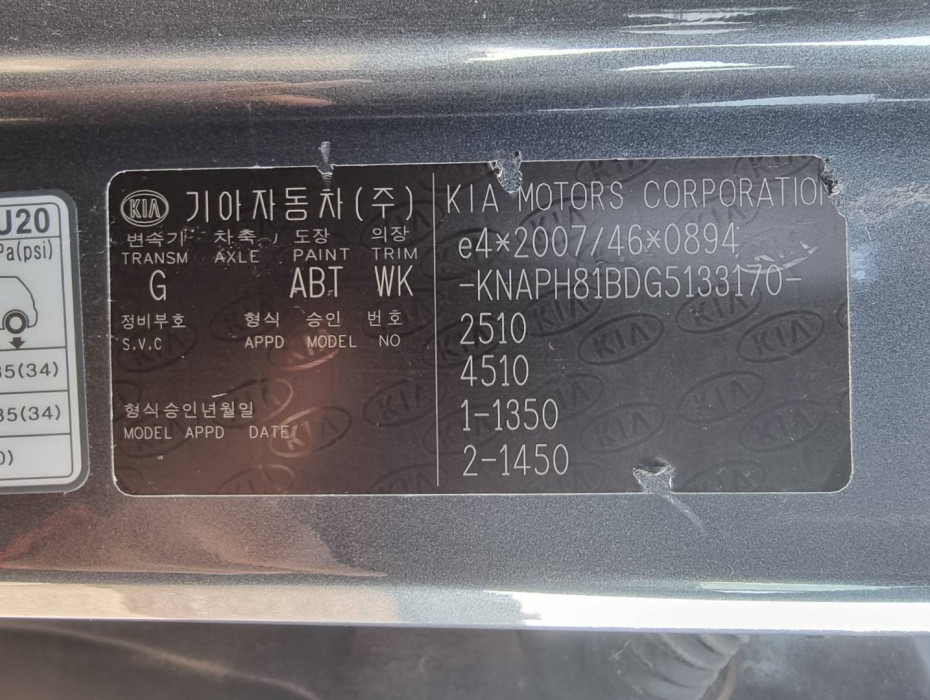 KIA 기아자동차(주)
변속기 차축 도장 의장
TRANSM AXLE PAINT TRIM
G ABT WK
정비부호 형식 승인 번호
S.V.C APPD MODEL NO
형식승인년월일
MODEL APPD DATE
KIA MOTORS CORPORATION
e4*2007/46*0894
-KNAPH81BDG5133170-
2510
4510
1-1350
2-1450
J20
Pa(psi)
35(34)
35(34)